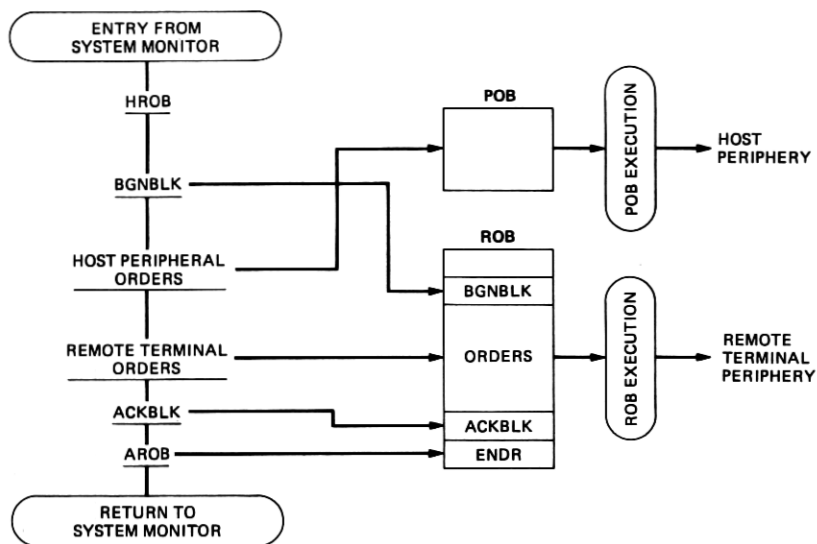 ENTRY FROM
SYSTEM MONITOR
HROB
BGNBLK
HOST PERIPHERAL
ORDERS
REMOTE TERMINAL
ORDERS
ACKBLK
AROB
RETURN TO
SYSTEM MONITOR
POB
POB EXECUTION
HOST
PERIPHERY
ROB
BGNBLK
ORDERS
ACKBLK
ENDR
ROB EXECUTION
REMOTE
TERMINAL
PERIPHERY